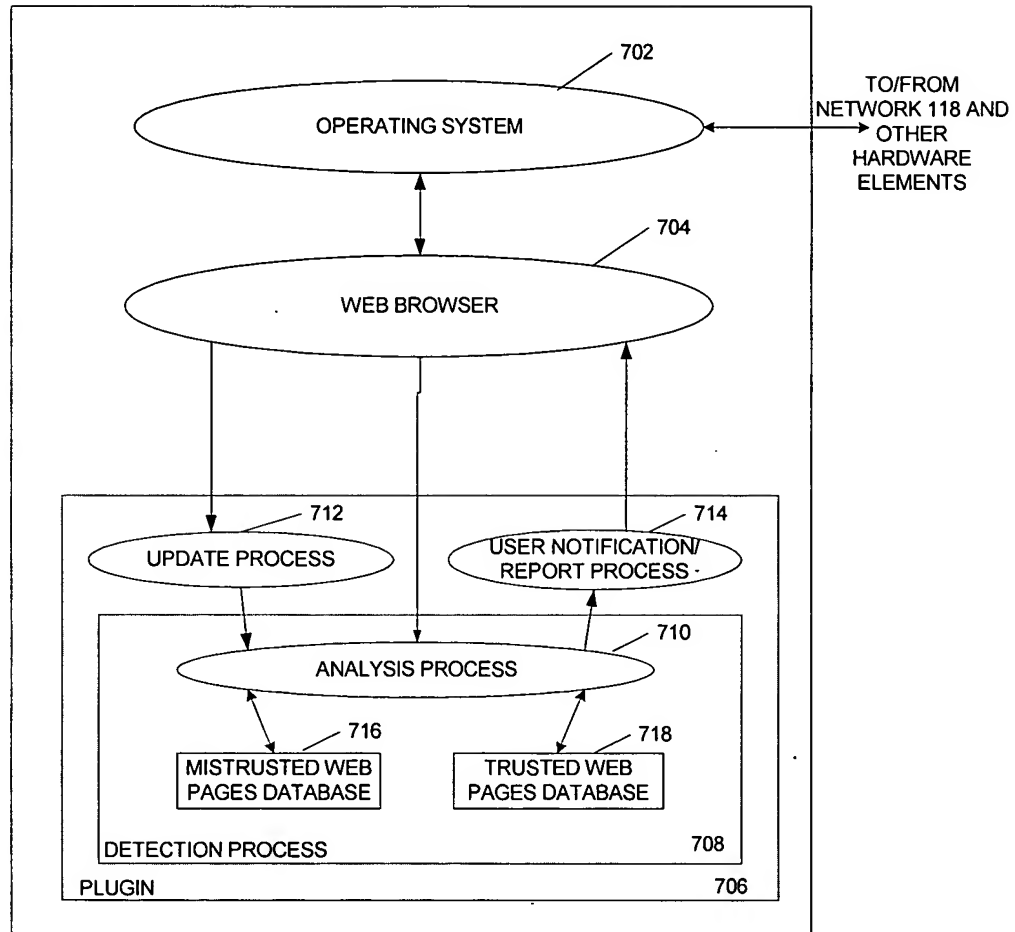 702
OPERATING SYSTEM
TO/FROM
NETWORK 118 AND
OTHER
HARDWARE
ELEMENTS
704
WEB BROWSER
712
UPDATE PROCESS
714
USER NOTIFICATION/
REPORT PROCESS
710
ANALYSIS PROCESS
716
MISTRUSTED WEB
PAGES DATABASE
718
TRUSTED WEB
PAGES DATABASE
DETECTION PROCESS
708
PLUGIN
706